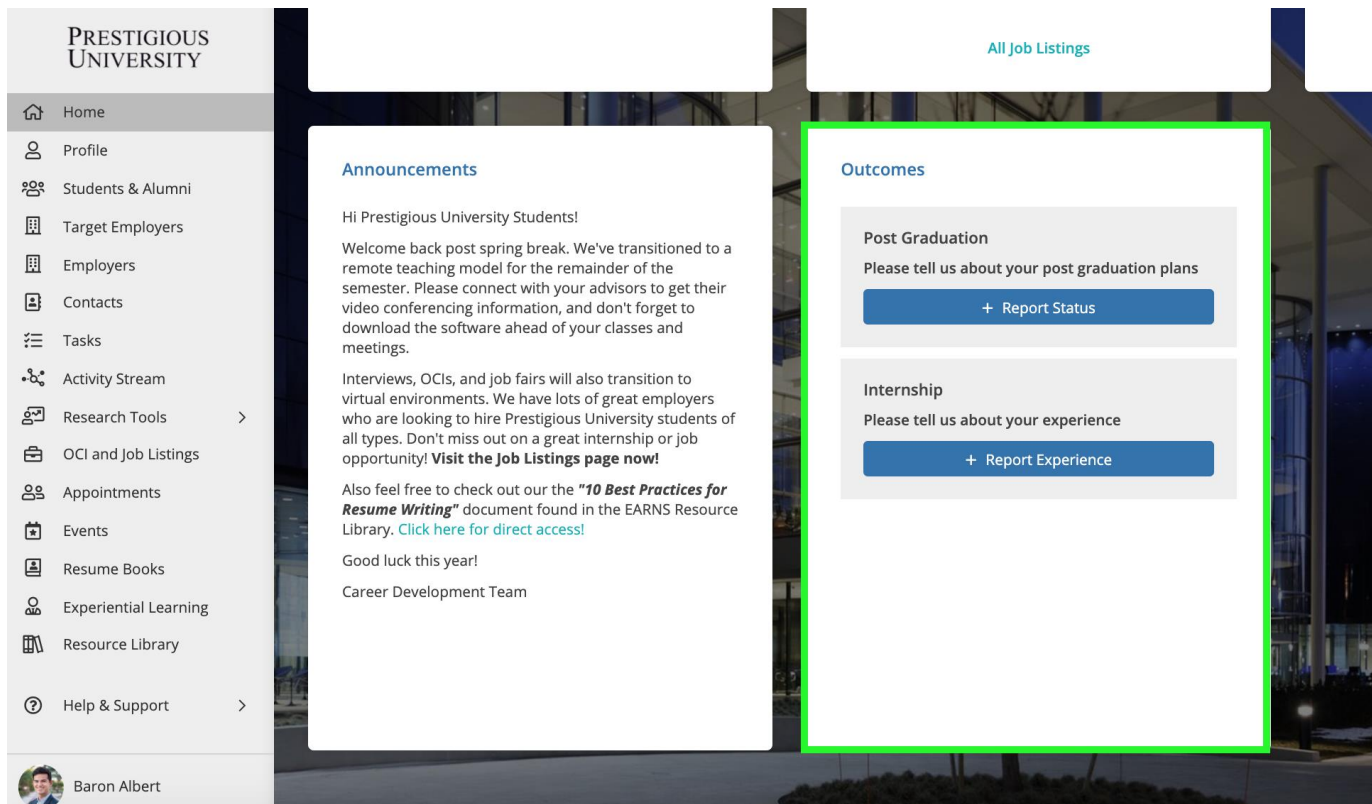 PRESTIGIOUS
UNIVERSITY
Home
Profile
Students & Alumni
Target Employers
Employers
Contacts
Tasks
Activity Stream
Research Tools
OCI and Job Listings
Appointments
Events
Resume Books
Experiential Learning
Resource Library
Help & Support
Baron Albert
All Job Listings
Announcements
Hi Prestigious University Students!
Welcome back post spring break. We've transitioned to a
remote teaching model for the remainder of the
semester. Please connect with your advisors to get their
video conferencing information, and don't forget to
download the software ahead of your classes and
meetings.
Interviews, OCIs, and job fairs will also transition to
virtual environments. We have lots of great employers
who are looking to hire Prestigious University students of
all types. Don't miss out on a great internship or job
opportunity! Visit the Job Listings page now!
Also feel free to check out our the "10 Best Practices for
Resume Writing" document found in the EARNS Resource
Library. Click here for direct access!
Good luck this year!
Career Development Team
Outcomes
Post Graduation
Please tell us about your post graduation plans
+ Report Status
Internship
Please tell us about your experience
+ Report Experience